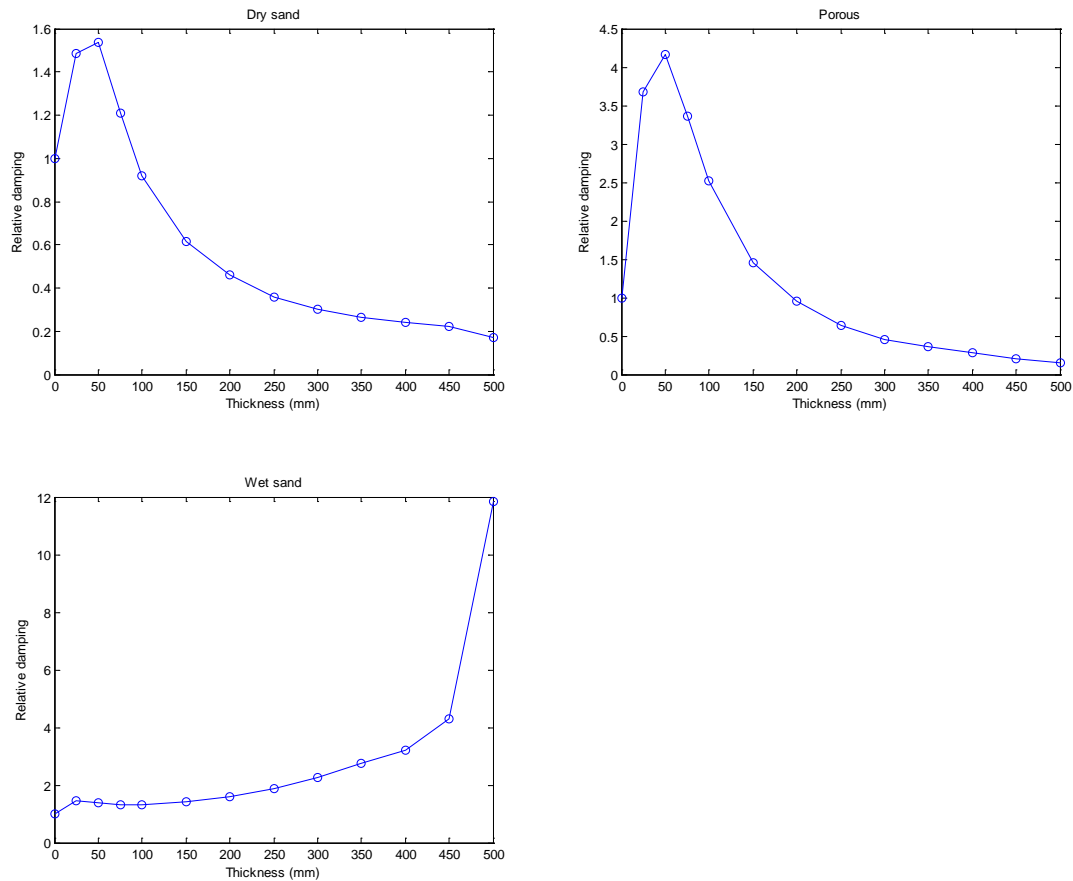 Dry sand
1.6
1.4
1.2
1
0.8
0.6
0.4
0.2
0
Relative damping
0 50 100 150 200 250 300 350 400 450 500
Thickness (mm)
Porous
4.5
4
3.5
3
2.5
2
1.5
1
0.5
0
Relative damping
0 50 100 150 200 250 300 350 400 450 500
Thickness (mm)
Wet sand
12
10
8
6
4
2
0
Relative damping
0 50 100 150 200 250 300 350 400 450 500
Thickness (mm)